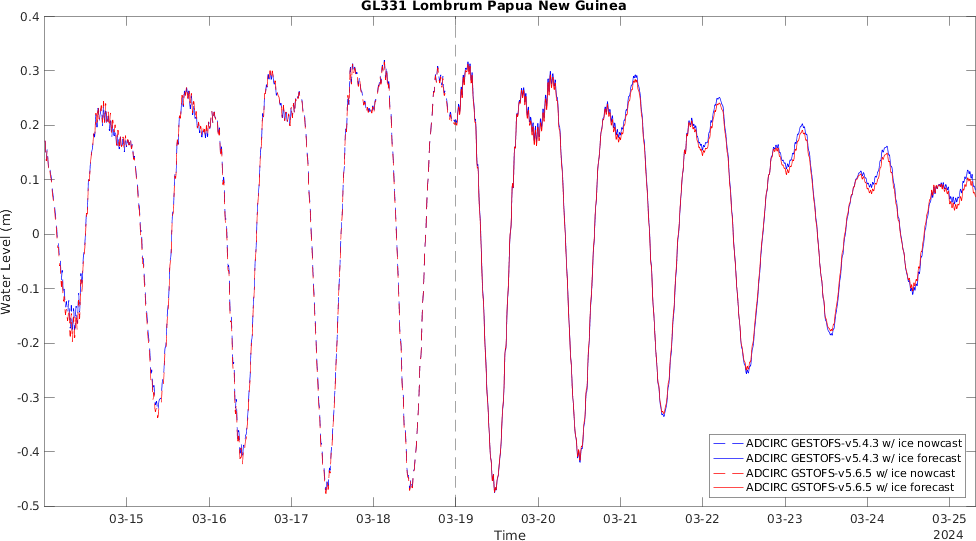 GL331 Lombrum Papua New Guinea
Water Level (m)
0.4
0.3
0.2
0.1
0
-0.1
-0.2
-0.3
-0.4
-0.5
ADCIRC GESTOFS-v5.4.3 w/ ice nowcast
ADCIRC GESTOFS-v5.4.3 w/ ice forecast
ADCIRC GSTOFS-v5.6.5 w/ ice nowcast
ADCIRC GSTOFS-v5.6.5 w/ ice forecast
03-15 03-16 03-17 03-18 03-19 03-20 03-21 03-22 03-23 03-24 03-25
Time 2024